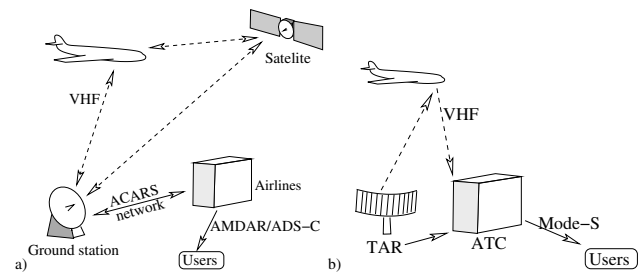 Satelite
VHF
ACARS
network
Airlines
AMDAR/ADS-C
Ground station
Users
a)
VHF
TAR
ATC
Mode-S
Users
b)